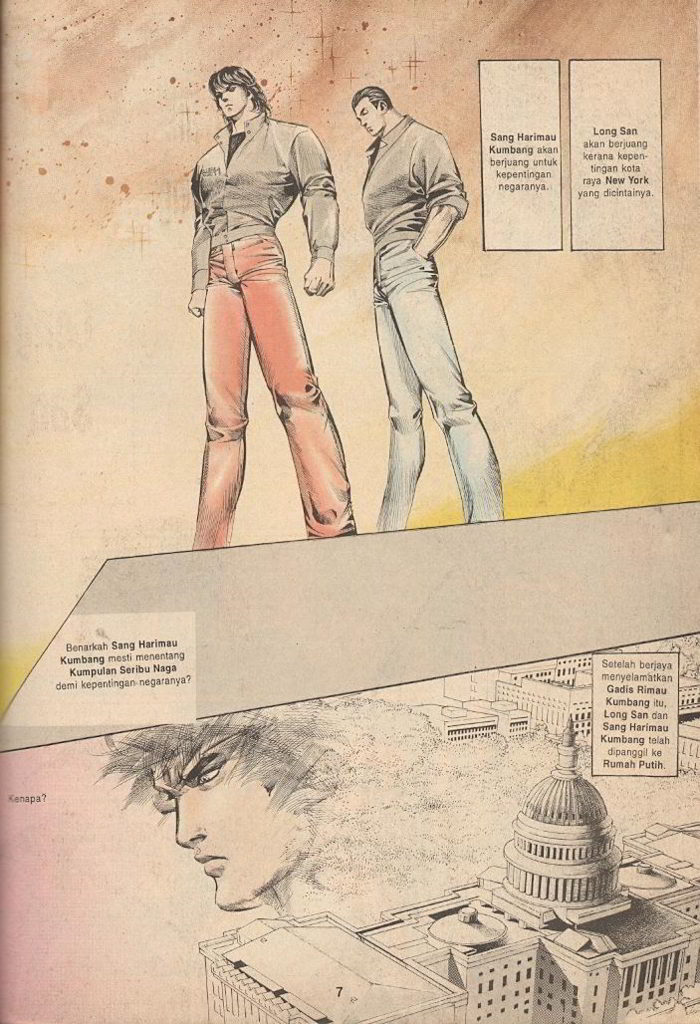 Sang Harimau
Kumbang akan
berjuang untuk
kepentingan
negaranya.
Long San
akan berjuang
kerana kepen-
tingan kota
raya New York
yang dicintainya.
Benarkah Sang Harimau
Kumbang mesti menentang
Kumpulan Seribu Naga
demi kepentingan negaranya?
Setelah berjaya
menyelamatkan
Gadis Rimau
Kumbang itu,
Long San dan
Sang Harimau
Kumbang telah
dipanggil ke
Rumah Putih.
Kenapa?
7